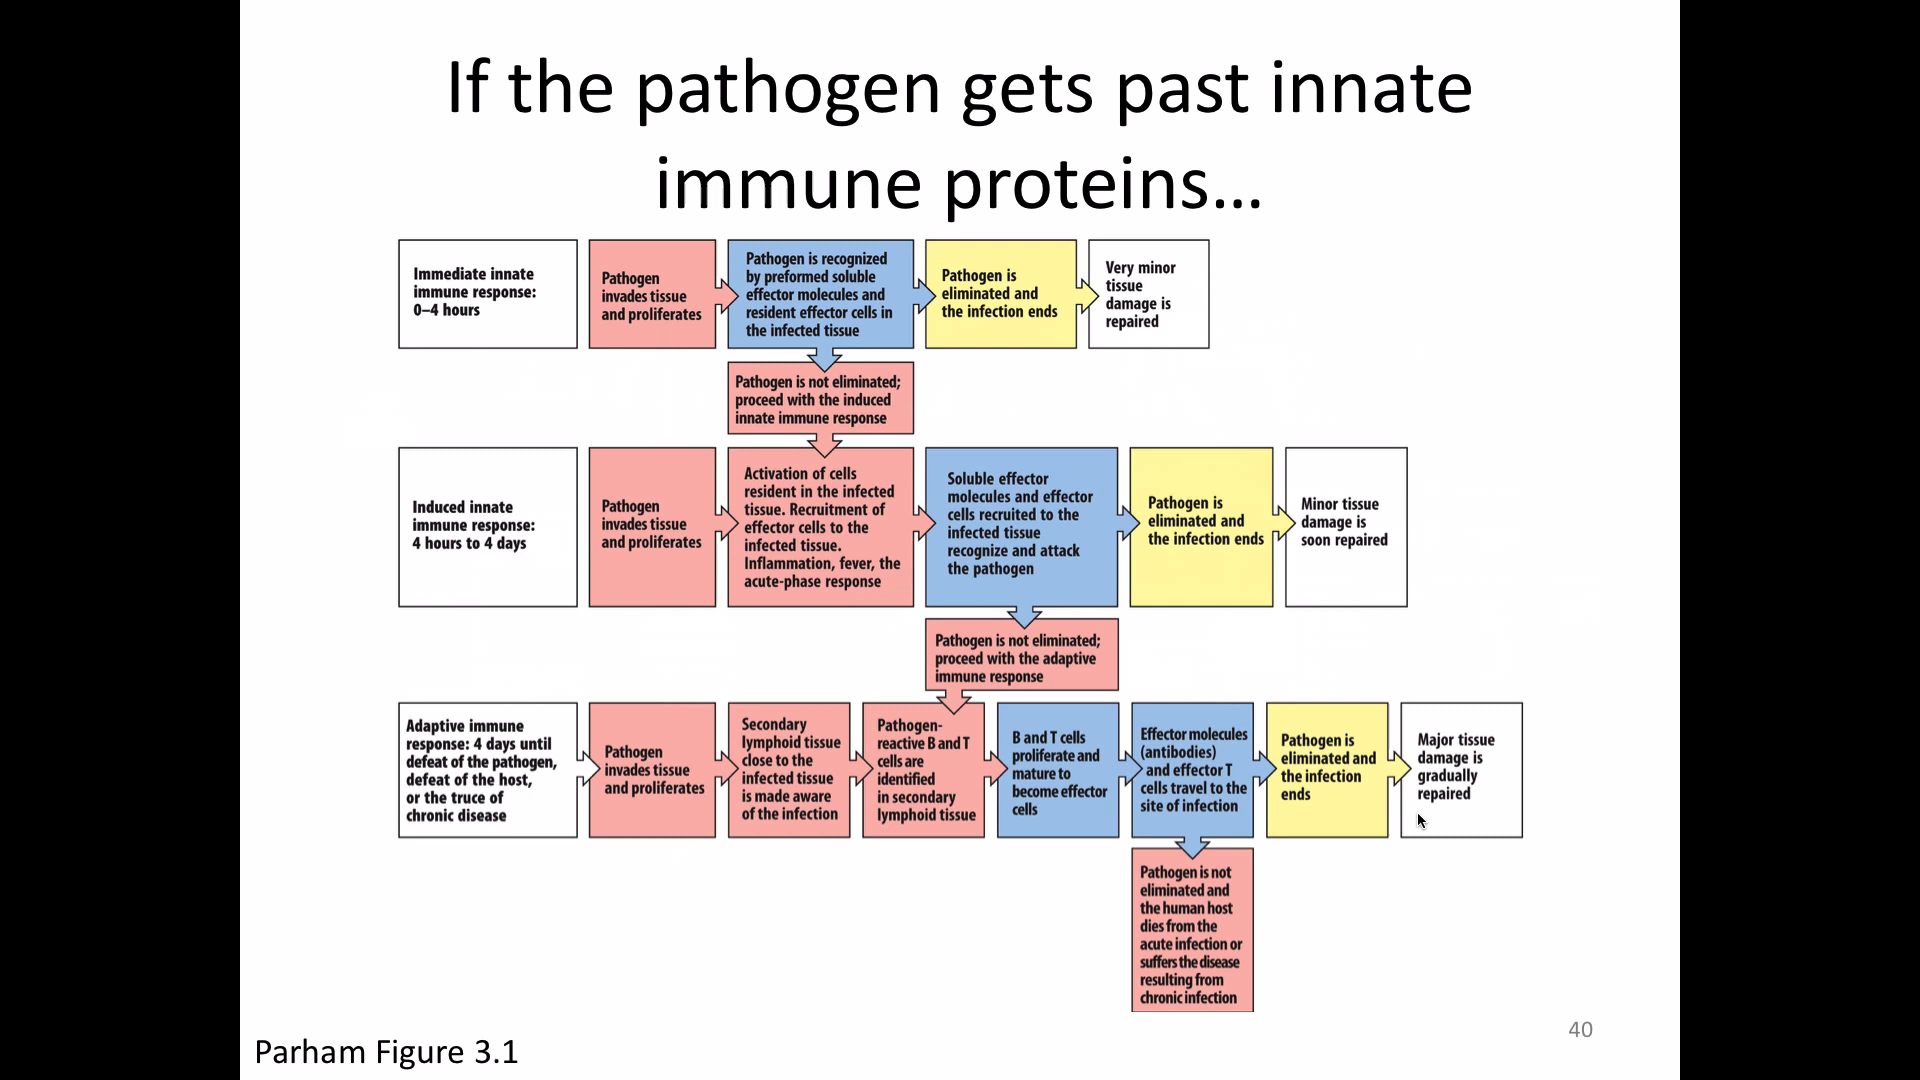 If the pathogen gets past innate
immune proteins...
Immediate innate
immune response:
0–4 hours
Pathogen
invades tissue
and proliferates
Pathogen is recognized
by preformed soluble
effector molecules and
resident effector cells in
the infected tissue
Pathogen is
eliminated and
the infection ends
Very minor
tissue
damage is
repaired
Pathogen is not eliminated;
proceed with the induced
innate immune response
Induced innate
immune response:
4 hours to 4 days
Pathogen
invades tissue
and proliferates
Activation of cells
resident in the infected
tissue. Recruitment of
effector cells to the
infected tissue.
Inflammation, fever, the
acute-phase response
Soluble effector
molecules and effector
cells recruited to the
infected tissue
recognize and attack
the pathogen
Pathogen is
eliminated and
the infection ends
Minor tissue
damage is
soon repaired
Pathogen is not eliminated;
proceed with the adaptive
immune response
Adaptive immune
response: 4 days until
defeat of the pathogen,
defeat of the host,
or the truce of
chronic disease
Pathogen
invades tissue
and proliferates
Secondary
lymphoid tissue
close to the
infected tissue
is made aware
of the infection
Pathogen-
reactive B and T
cells are
identified
in secondary
lymphoid tissue
B and T cells
proliferate and
mature to
become effector
cells
Effector molecules
(antibodies)
and effector T
cells travel to the
site of infection
Pathogen is
eliminated and
the infection
ends
Major tissue
damage is
gradually
repaired
Pathogen is not
eliminated and
the human host
dies from the
acute infection or
suffers the disease
resulting from
chronic infection
40
Parham Figure 3.1